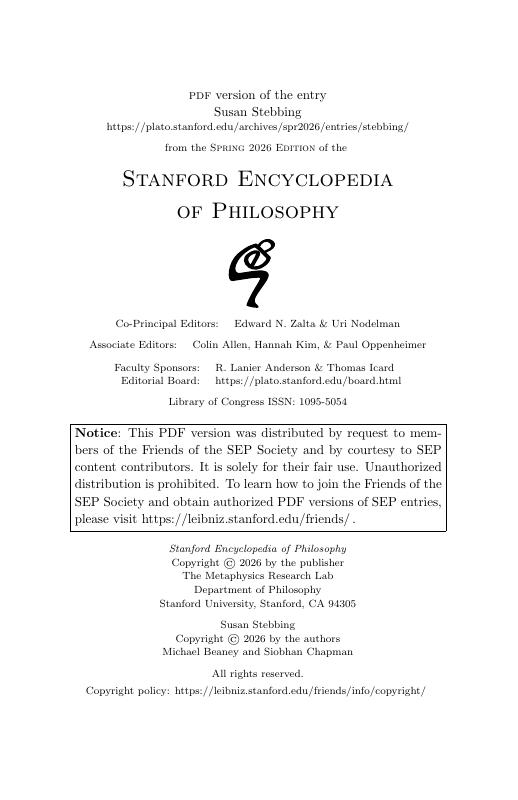 PDF version of the entry
Susan Stebbing
https://plato.stanford.edu/archives/spr2026/entries/stebbing/
from the Spring 2026 Edition of the
Stanford Encyclopedia
of Philosophy
Co-Principal Editors: Edward N. Zalta & Uri Nodelman
Associate Editors: Colin Allen, Hannah Kim, & Paul Oppenheimer
Faculty Sponsors: R. Lanier Anderson & Thomas Icard
Editorial Board: https://plato.stanford.edu/board.html
Library of Congress ISSN: 1095-5054
Notice: This PDF version was distributed by request to mem-
bers of the Friends of the SEP Society and by courtesy to SEP
content contributors. It is solely for their fair use. Unauthorized
distribution is prohibited. To learn how to join the Friends of the
SEP Society and obtain authorized PDF versions of SEP entries,
please visit https://leibniz.stanford.edu/friends/ .
Stanford Encyclopedia of Philosophy
Copyright © 2026 by the publisher
The Metaphysics Research Lab
Department of Philosophy
Stanford University, Stanford, CA 94305
Susan Stebbing
Copyright © 2026 by the authors
Michael Beaney and Siobhan Chapman
All rights reserved.
Copyright policy: https://leibniz.stanford.edu/friends/info/copyright/